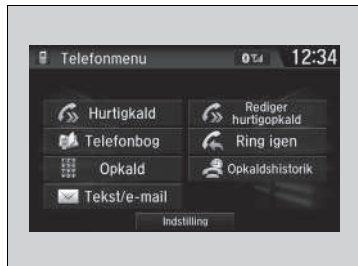 Telefonmenu
12:34
Hurtigkald
Rediger
hurtigopkald
Telefonbog
Ring igen
Opkald
Opkaldshistorik
Tekst/e-mail
Indstilling